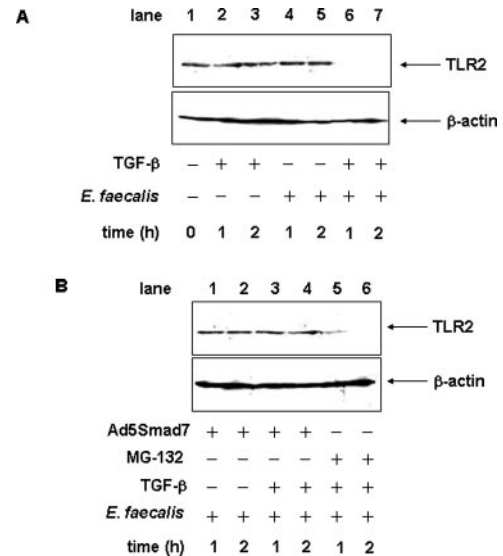 A
lane 1 2 3 4 5 6 7
TLR2
β-actin
TGF-β – + + – – + +
E. faecalis – – – + + + +
time (h) 0 1 2 1 2 1 2
B
lane 1 2 3 4 5 6
TLR2
β-actin
Ad5Smad7 + + + + – –
MG-132 – – – – + +
TGF-β – – + + + +
E. faecalis + + + + + +
time (h) 1 2 1 2 1 2